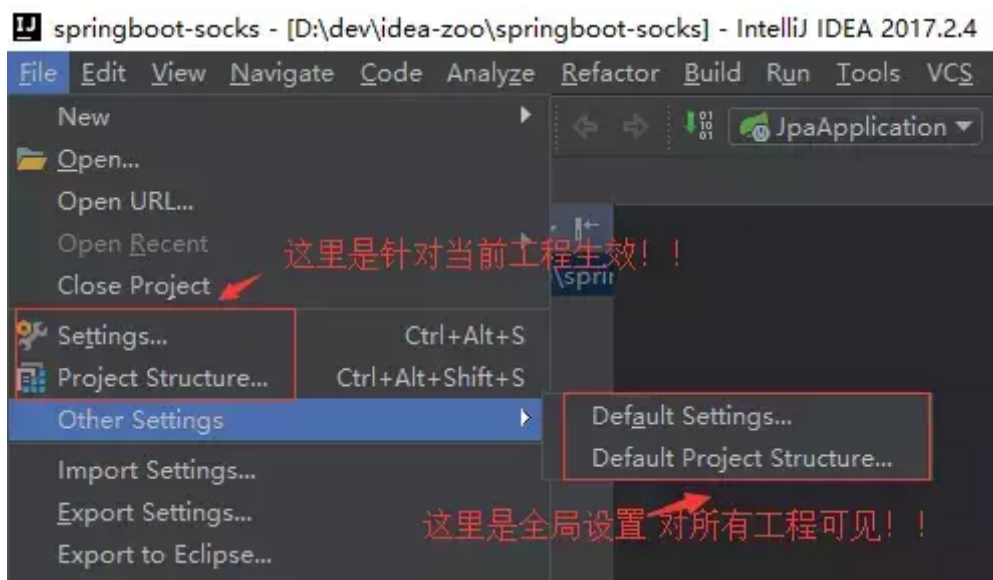 springboot-socks - [D:\dev\idea-zoo\springboot-socks] - IntelliJ IDEA 2017.2.4
File Edit View Navigate Code Analyze Refactor Build Run Tools VCS
New
JpaApplication
Open...
Open URL...
Open Recent
这里是针对当前工程生效！！
\sprin
Close Project
Settings... Ctrl+Alt+S
Project Structure... Ctrl+Alt+Shift+S
Other Settings
Default Settings...
Default Project Structure...
Import Settings...
Export Settings...
这里是全局设置 对所有工程可见！！
Export to Eclipse...